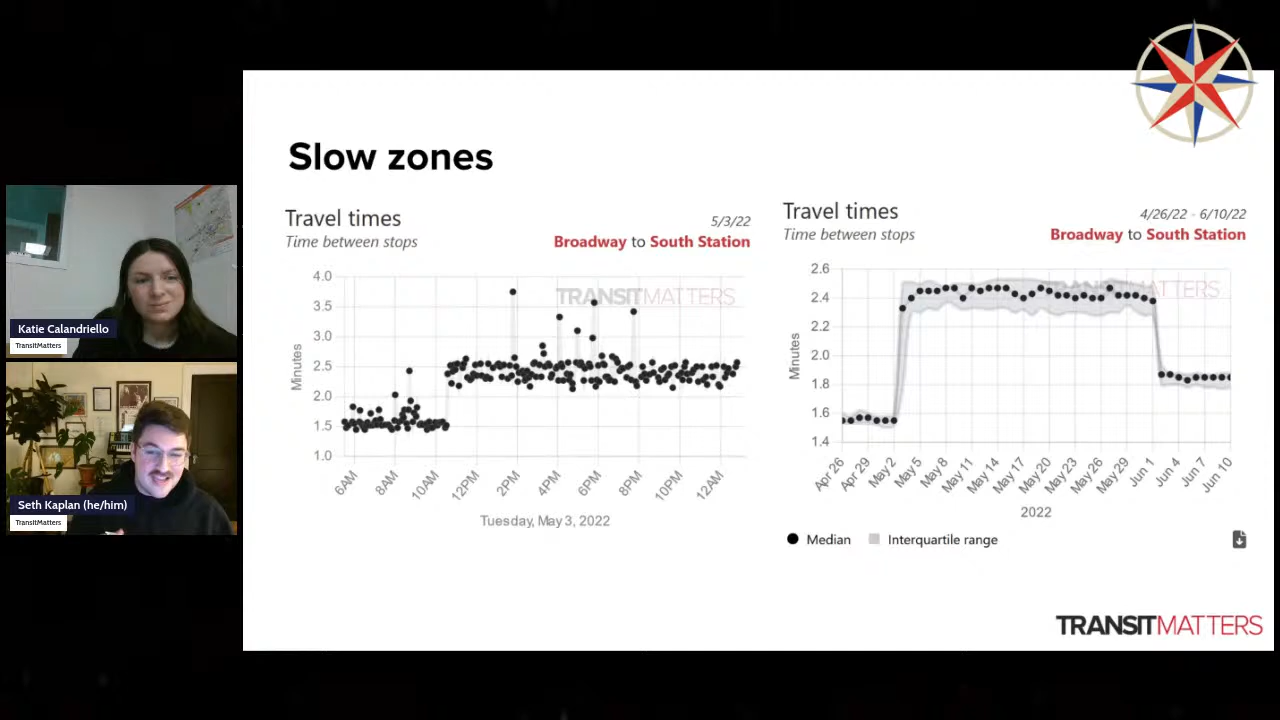 Slow zones
Travel times
5/3/22
Time between stops
Broadway to South Station
4.0
3.5
3.0
2.5
2.0
1.5
1.0
Minutes
TRANSITMATTERS
6AM
8AM
10AM
12PM
2PM
4PM
6PM
8PM
10PM
12AM
Tuesday, May 3, 2022
Travel times
4/26/22 - 6/10/22
Time between stops
Broadway to South Station
2.6
2.4
2.2
2.0
1.8
1.6
1.4
Minutes
TRANSITMATTERS
Apr 26
Apr 29
May 2
May 5
May 8
May 11
May 14
May 17
May 20
May 23
May 26
May 29
Jun 1
Jun 4
Jun 7
Jun 10
2022
Median
Interquartile range
TRANSITMATTERS
Katie Calandriello
TransitMatters
Seth Kaplan (he/him)
TransitMatters